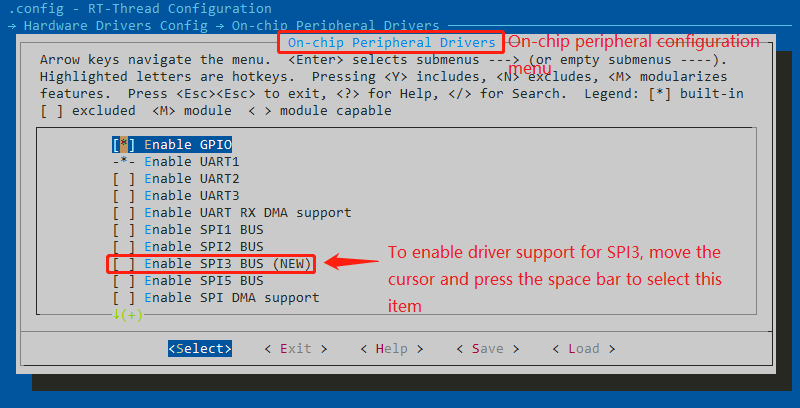 .config - RT-Thread Configuration
→ Hardware Drivers Config → On-chip Peripheral Drivers
On-chip Peripheral Drivers
On-chip peripheral configuration
menu
Arrow keys navigate the menu.  <Enter> selects submenus ---> (or empty submenus ----).
Highlighted letters are hotkeys.  Pressing <Y> includes, <N> excludes, <M> modularizes
features.  Press <Esc><Esc> to exit, <?> for Help, </> for Search.  Legend: [*] built-in
[ ] excluded  <M> module  < > module capable
[*] Enable GPIO
-*- Enable UART1
[ ] Enable UART2
[ ] Enable UART3
[ ] Enable UART RX DMA support
[ ] Enable SPI1 BUS
[ ] Enable SPI2 BUS
[ ] Enable SPI3 BUS (NEW)
[ ] Enable SPI5 BUS
[ ] Enable SPI DMA support
↓(+)
To enable driver support for SPI3, move the
cursor and press the space bar to select this
item
<Select>    < Exit >    < Help >    < Save >    < Load >